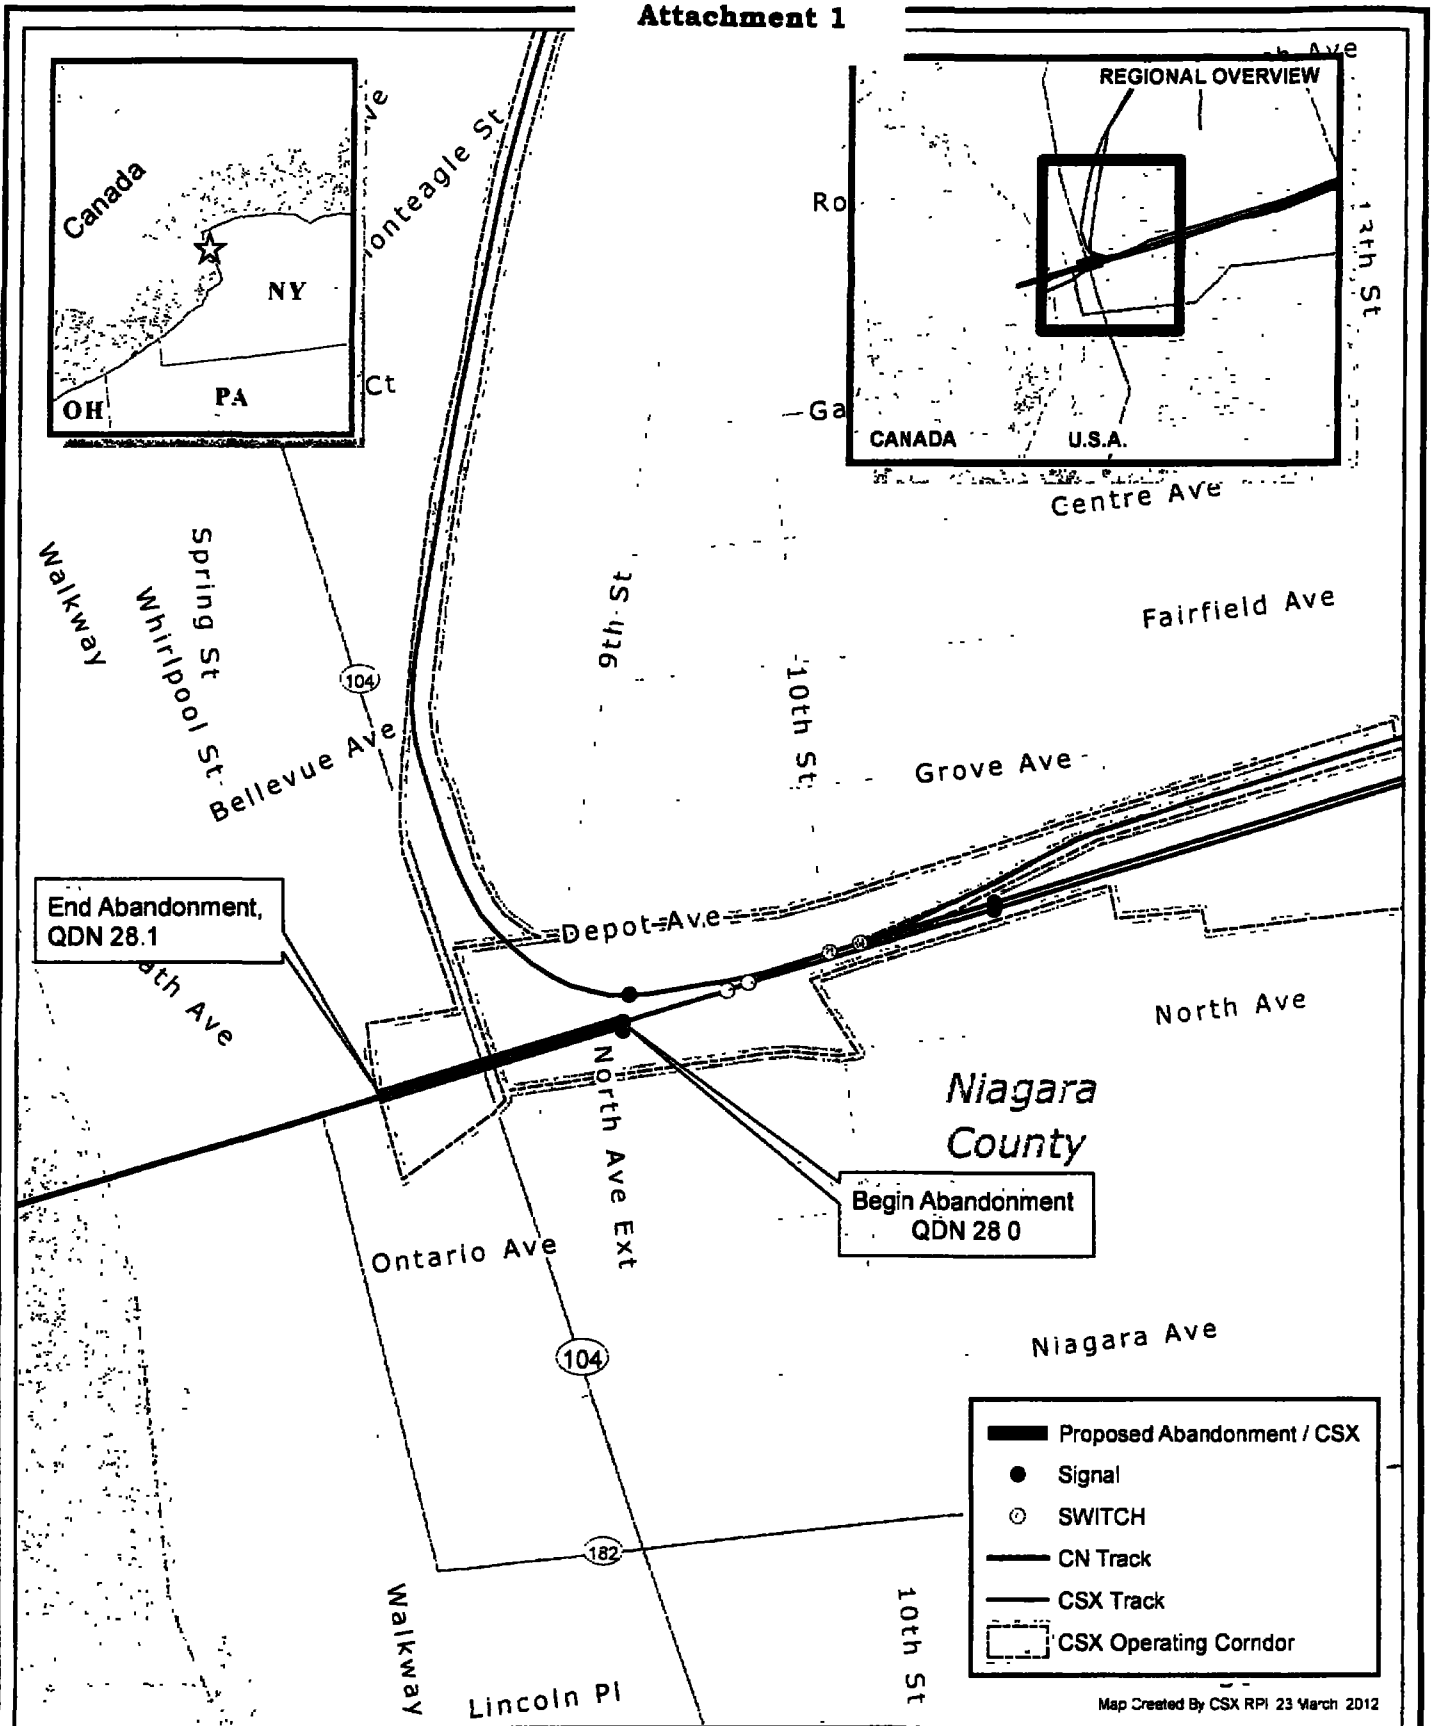 Attachment 1
REGIONAL OVERVIEW
CANADA
U.S.A.
Canada
NY
PA
OH
Ct
Ro
Ga
13th St
Centre Ave
Fairfield Ave
Walkway
Spring St
Whirlpool St
104
Bellevue Ave
9th St
10th St
Grove Ave
Depot Ave
End Abandonment,
QDN 28.1
North Ave
North Ave Ext
Niagara
County
Begin Abandonment
QDN 28 0
Ontario Ave
104
Niagara Ave
182
Walkway
Lincoln Pl
10th St
Proposed Abandonment / CSX
Signal
SWITCH
CN Track
CSX Track
CSX Operating Corridor
Map Created By CSX RPI 23 March 2012